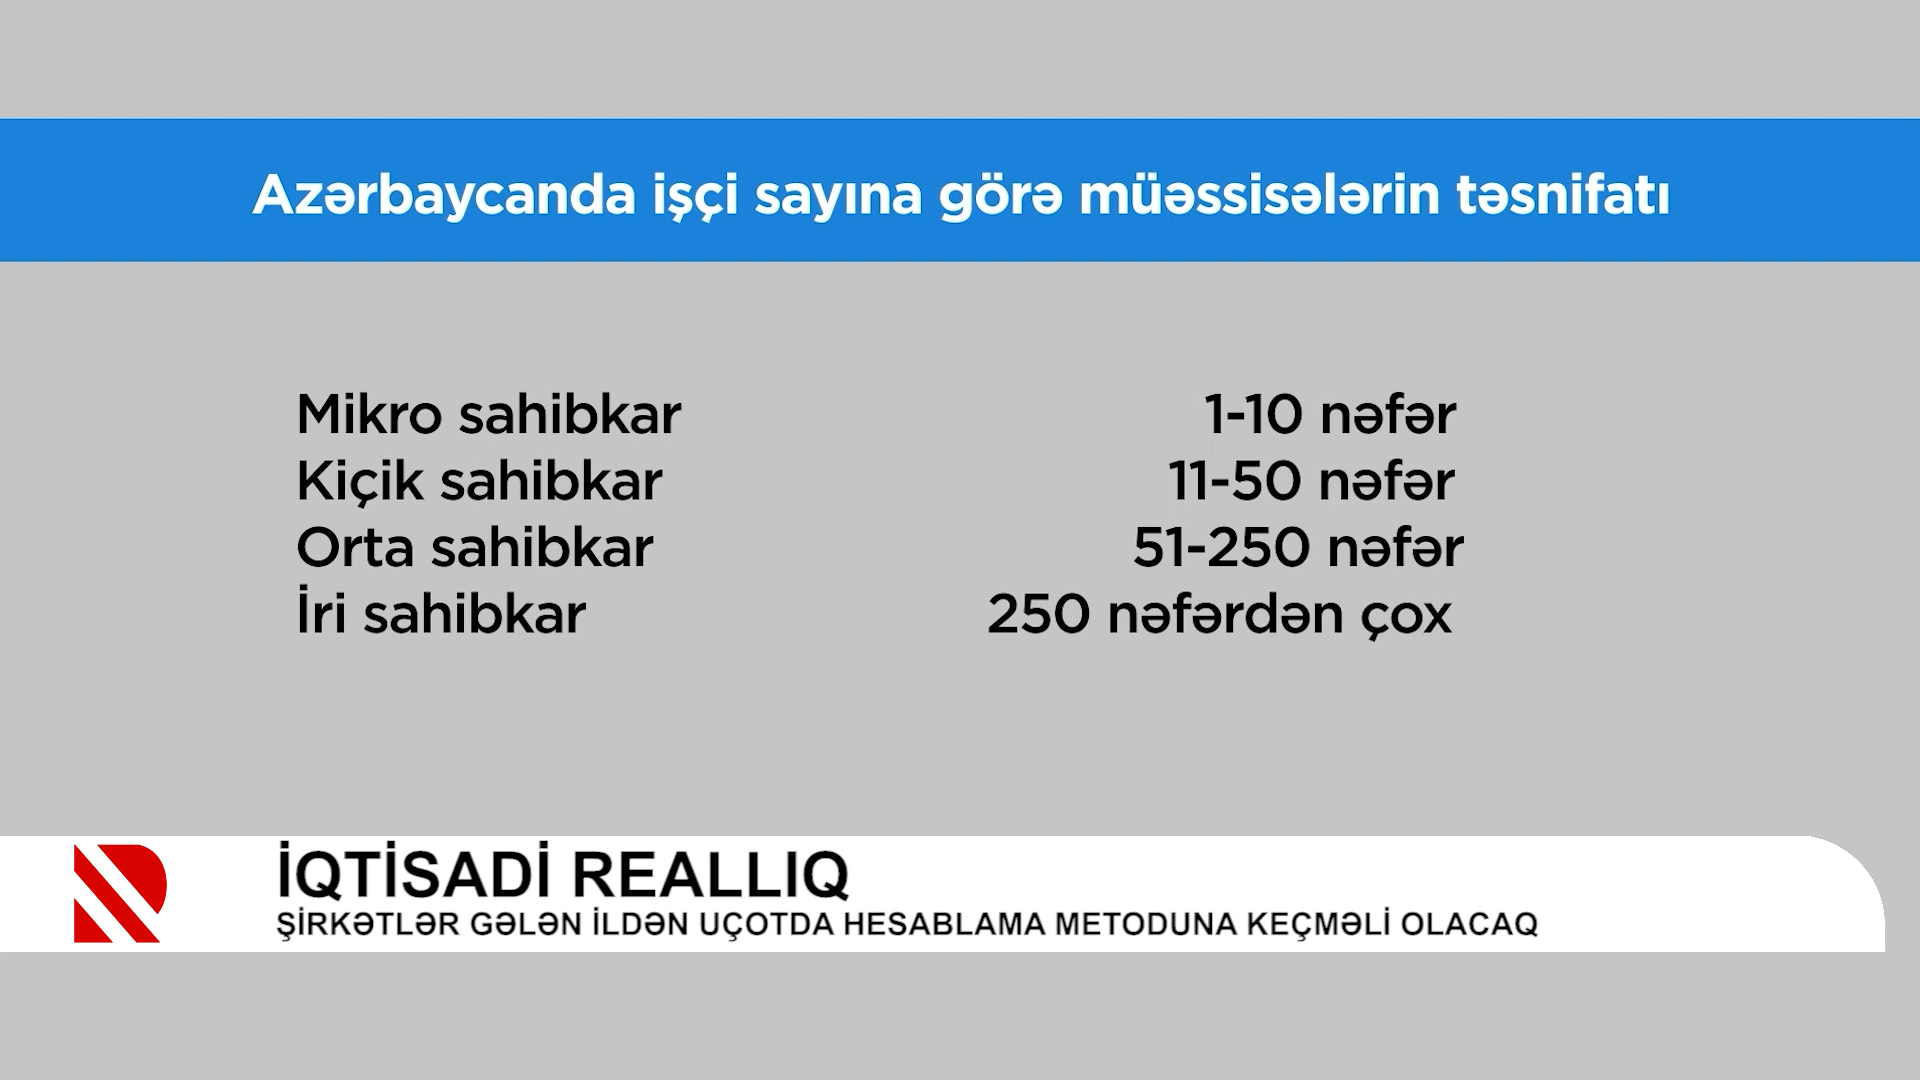 Azərbaycanda işçi sayına görə müəssisələrin təsnifatı
Mikro sahibkar 1-10 nəfər
Kiçik sahibkar 11-50 nəfər
Orta sahibkar 51-250 nəfər
İri sahibkar 250 nəfərdən çox
İQTİSADİ REALLIQ
ŞİRKƏTLƏR GƏLƏN İLDƏN UÇOTDA HESABLAMA METODUNA KEÇMƏLİ OLACAQ